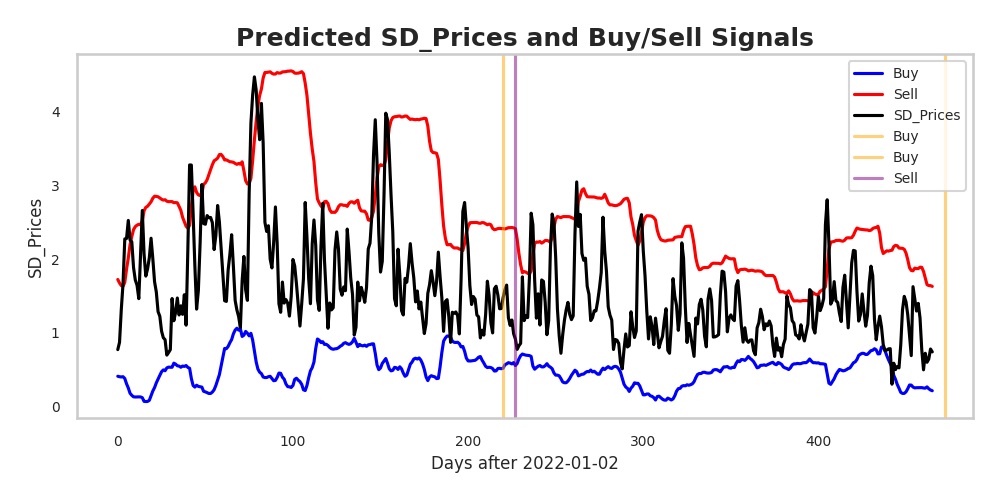 Predicted SD_Prices and Buy/Sell Signals
Buy
Sell
SD_Prices
Buy
Buy
Sell
4
3
2
1
0
SD_Prices
0
100
200
300
400
Days after 2022-01-02